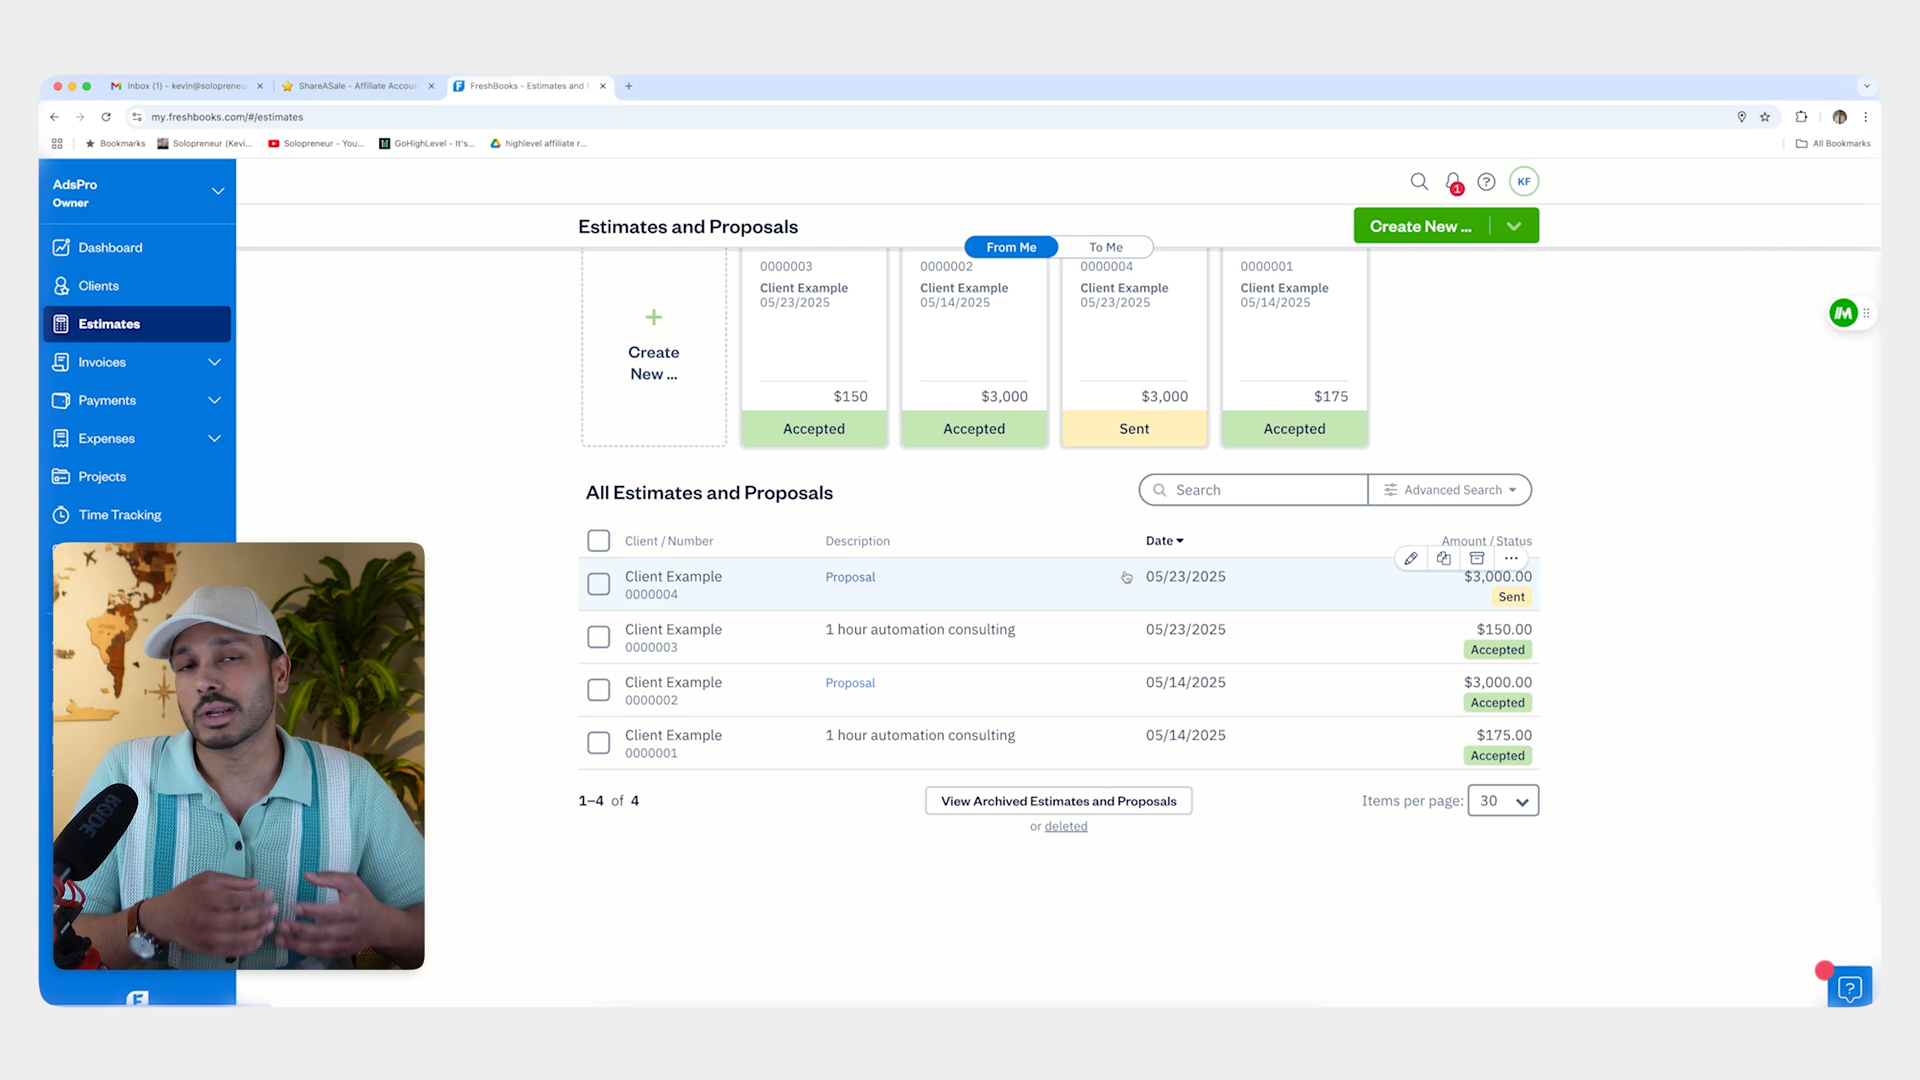 Inbox (1) - kevin@solopreneu
ShareASale - Affiliate Accoun
FreshBooks - Estimates and P
my.freshbooks.com/#/estimates
Bookmarks
Solopreneur (Kevi...
Solopreneur - You...
GoHighLevel - It's...
highlevel affiliate r...
All Bookmarks
AdsPro
Owner
Dashboard
Clients
Estimates
Invoices
Payments
Expenses
Projects
Time Tracking
1
KF
Estimates and Proposals
Create New ...
From Me
To Me
Create
New ...
0000003
Client Example
05/23/2025
$150
Accepted
0000002
Client Example
05/14/2025
$3,000
Accepted
0000004
Client Example
05/23/2025
$3,000
Sent
0000001
Client Example
05/14/2025
$175
Accepted
All Estimates and Proposals
Search
Advanced Search
Client / Number
Description
Date
Amount / Status
Client Example
0000004
Proposal
05/23/2025
$3,000.00
Sent
Client Example
0000003
1 hour automation consulting
05/23/2025
$150.00
Accepted
Client Example
0000002
Proposal
05/14/2025
$3,000.00
Accepted
Client Example
0000001
1 hour automation consulting
05/14/2025
$175.00
Accepted
1–4 of 4
View Archived Estimates and Proposals
or deleted
Items per page: 30
RODE